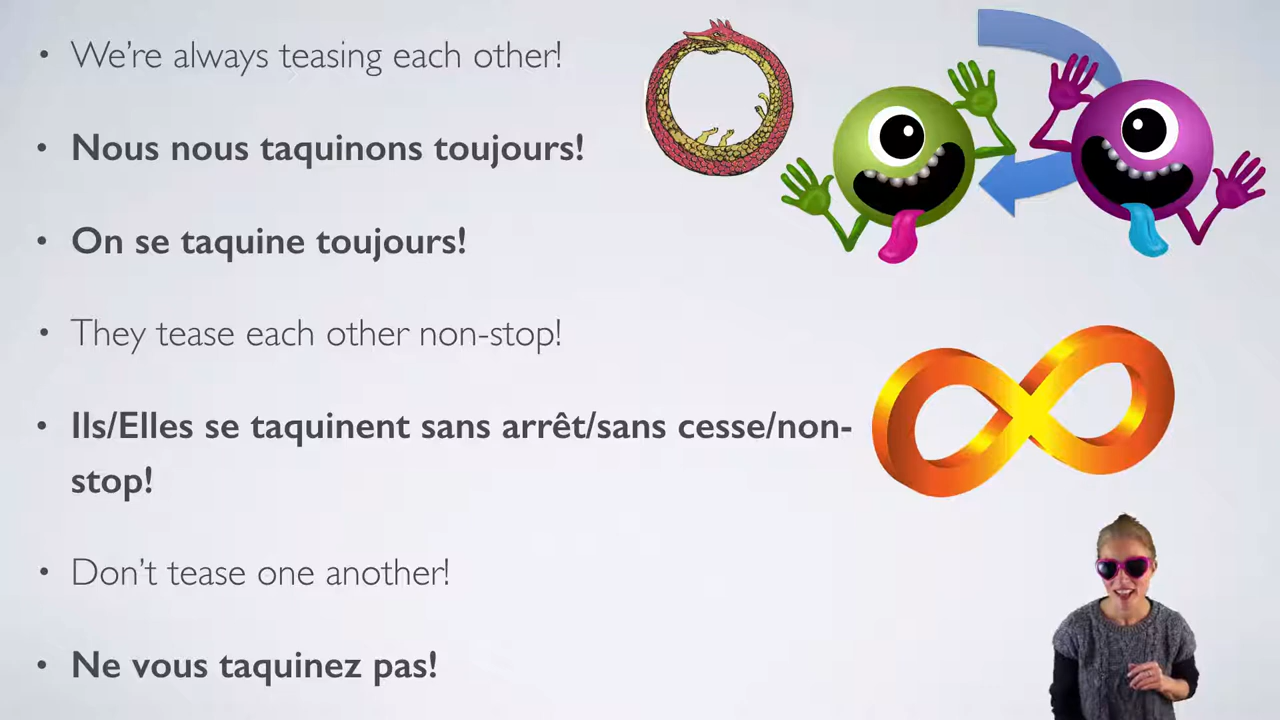 • We're always teasing each other!
• Nous nous taquinons toujours!
• On se taquine toujours!
• They tease each other non-stop!
• Ils/Elles se taquinent sans arrêt/sans cesse/non-
stop!
• Don't tease one another!
• Ne vous taquinez pas!